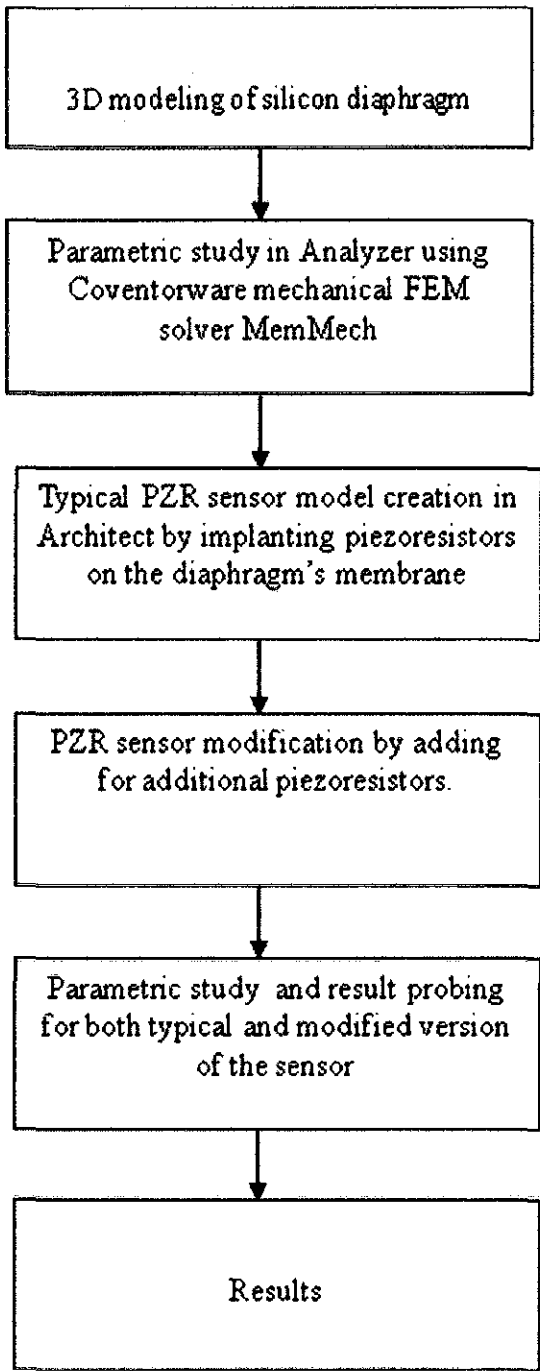 3D modeling of silicon diaphragm
Parametric study in Analyzer using
Coventorware mechanical FEM
solver MemMech
Typical PZR sensor model creation in
Architect by implanting piezoresistors
on the diaphragm's membrane
PZR sensor modification by adding
for additional piezoresistors.
Parametric study and result probing
for both typical and modified version
of the sensor
Results